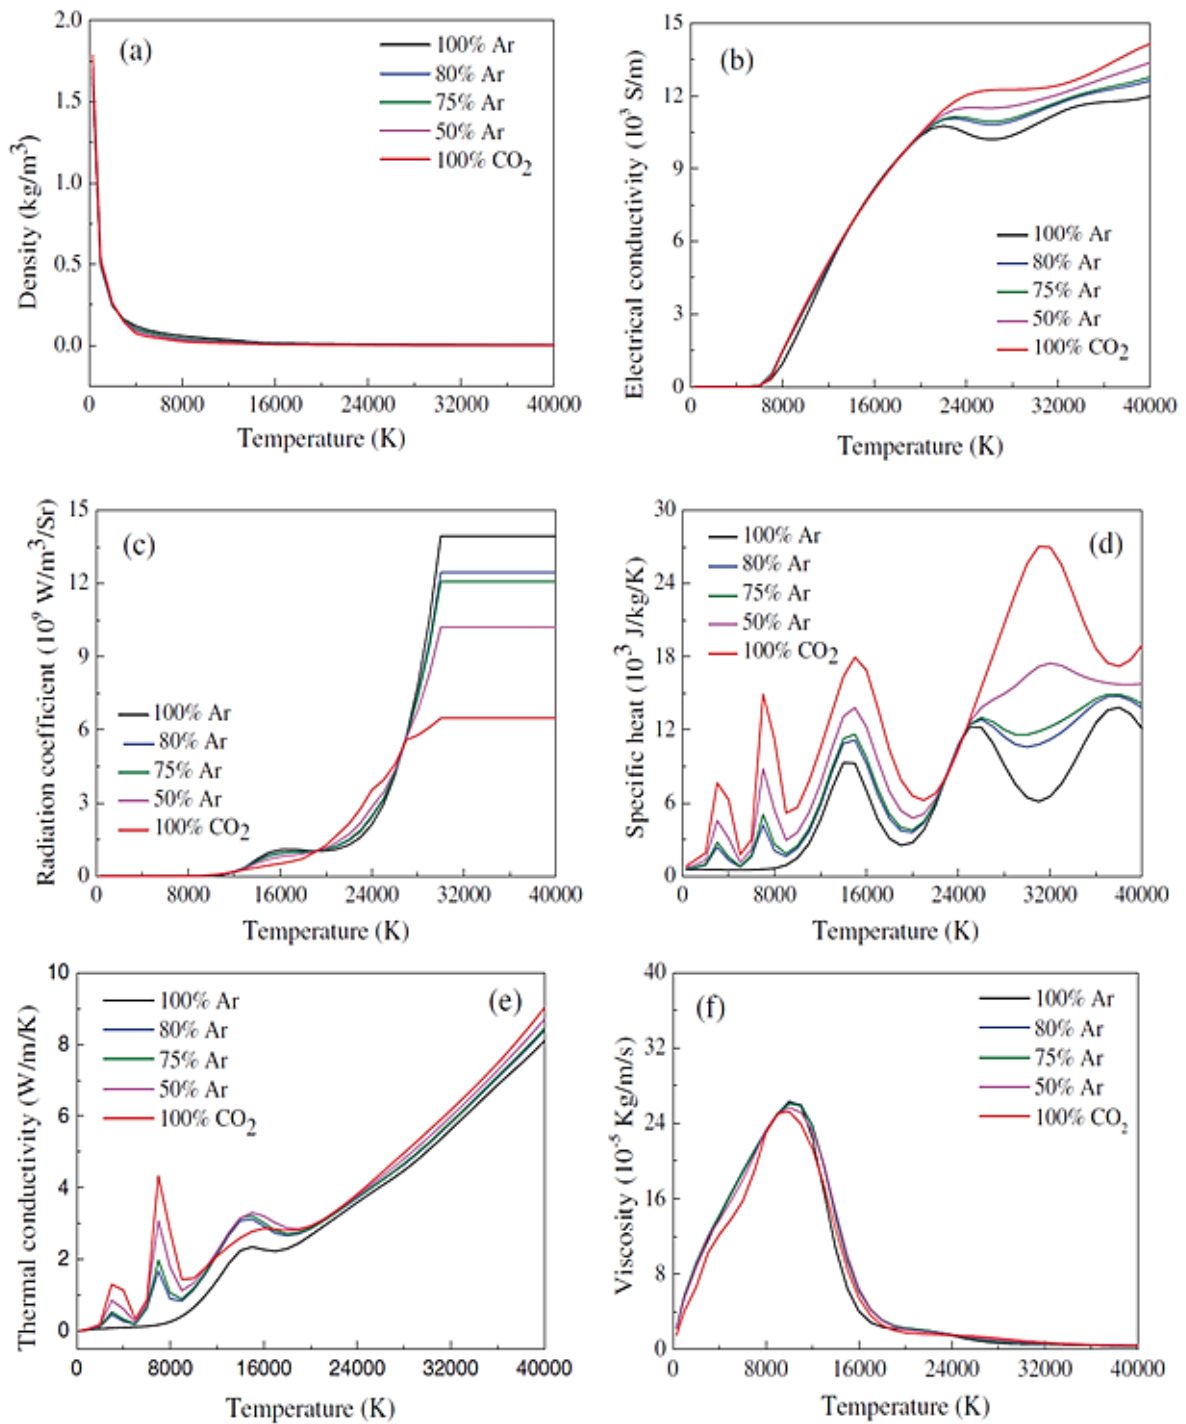 (a)
100% Ar
80% Ar
75% Ar
50% Ar
100% CO2
2.0
1.5
1.0
0.5
0.0
Density (kg/m3)
0 8000 16000 24000 32000 40000
Temperature (K)
(b)
15
12
9
6
3
0
Electrical conductivity (103 S/m)
100% Ar
80% Ar
75% Ar
50% Ar
100% CO2
0 8000 16000 24000 32000 40000
Temperature (K)
(c)
15
12
9
6
3
0
Radiation coefficient (109 W/m3/Sr)
100% Ar
80% Ar
75% Ar
50% Ar
100% CO2
0 8000 16000 24000 32000 40000
Temperature (K)
(d)
30
24
18
12
6
0
Specific heat (103 J/kg/K)
100% Ar
80% Ar
75% Ar
50% Ar
100% CO2
0 8000 16000 24000 32000 40000
Temperature (K)
(e)
10
8
6
4
2
0
Thermal conductivity (W/m/K)
100% Ar
80% Ar
75% Ar
50% Ar
100% CO2
0 8000 16000 24000 32000 40000
Temperature (K)
(f)
40
32
24
16
8
0
Viscosity (10-5 Kg/m/s)
100% Ar
80% Ar
75% Ar
50% Ar
100% CO2
0 8000 16000 24000 32000 40000
Temperature (K)